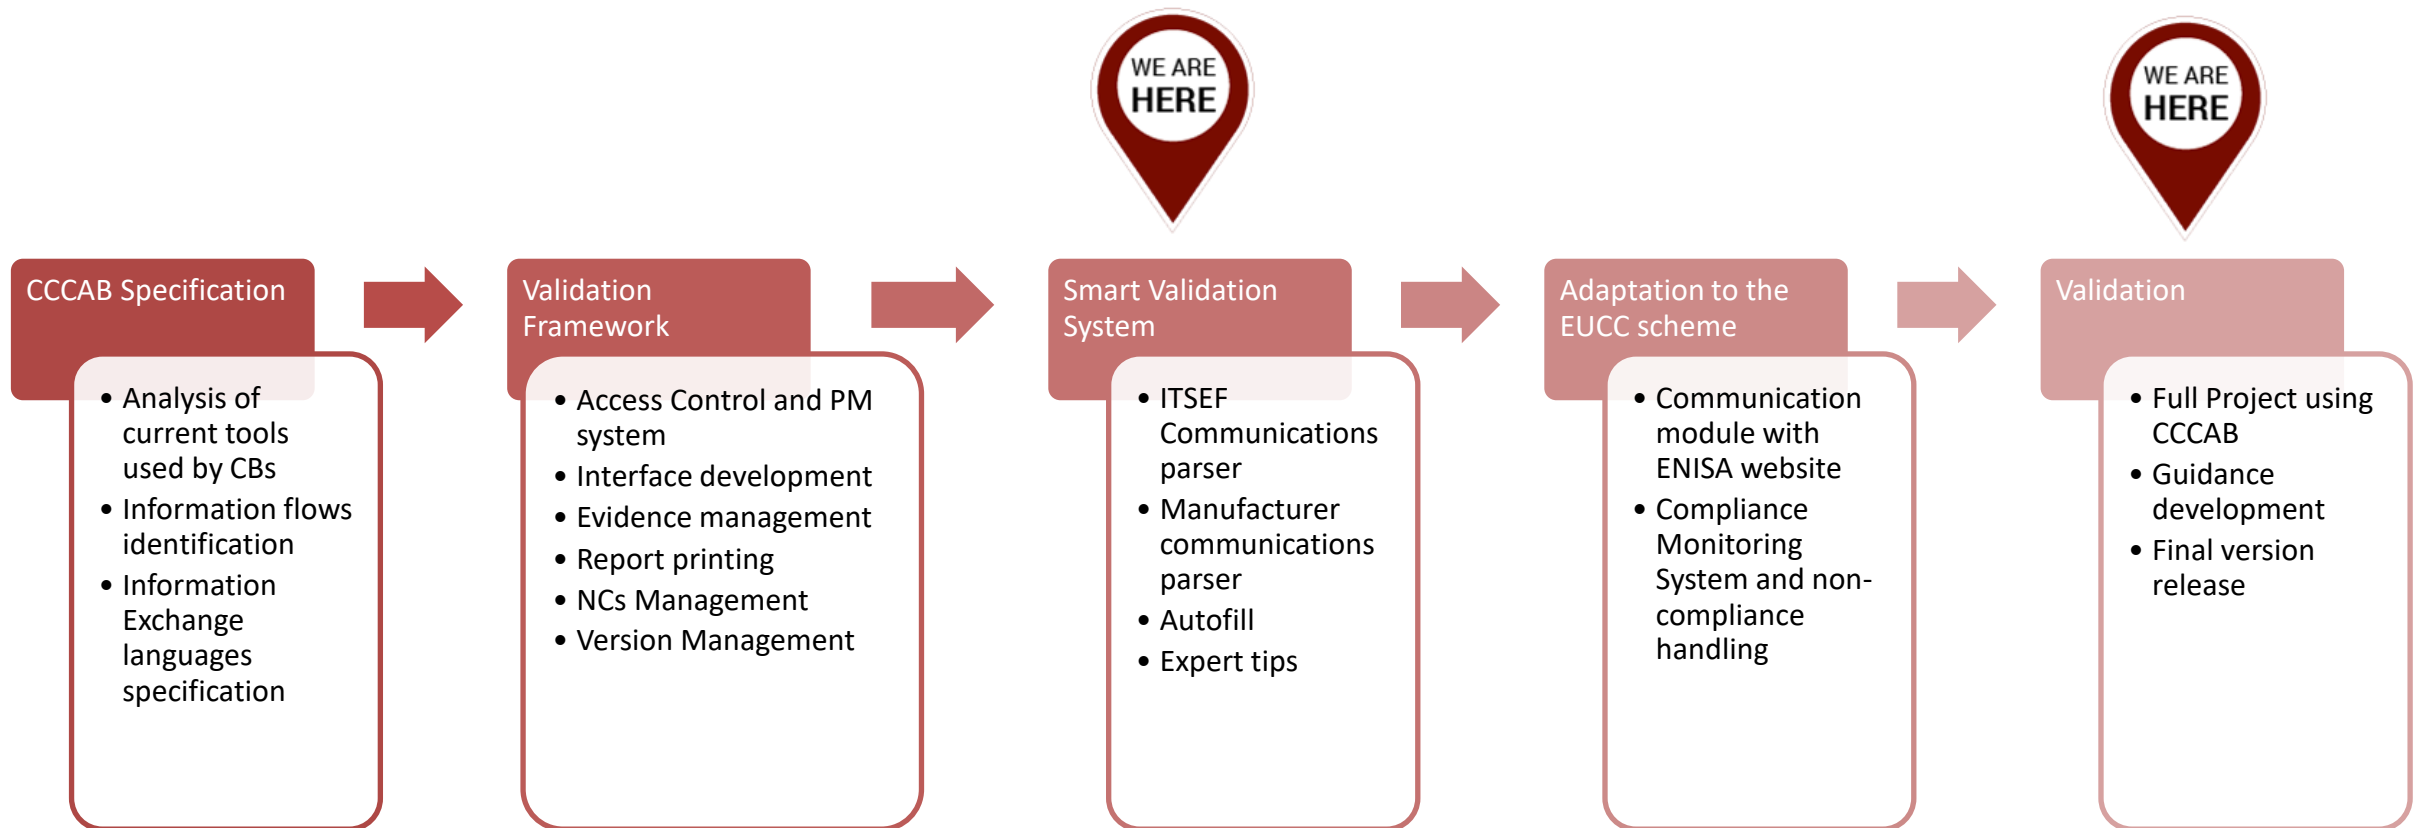 WE ARE
HERE
WE ARE
HERE
CCCAB Specification
• Analysis of
current tools
used by CBs
• Information flows
identification
• Information
Exchange
languages
specification
Validation
Framework
• Access Control and PM
system
• Interface development
• Evidence management
• Report printing
• NCs Management
• Version Management
Smart Validation
System
• ITSEF
Communications
parser
• Manufacturer
communications
parser
• Autofill
• Expert tips
Adaptation to the
EUCC scheme
• Communication
module with
ENISA website
• Compliance
Monitoring
System and non-
compliance
handling
Validation
• Full Project using
CCCAB
• Guidance
development
• Final version
release